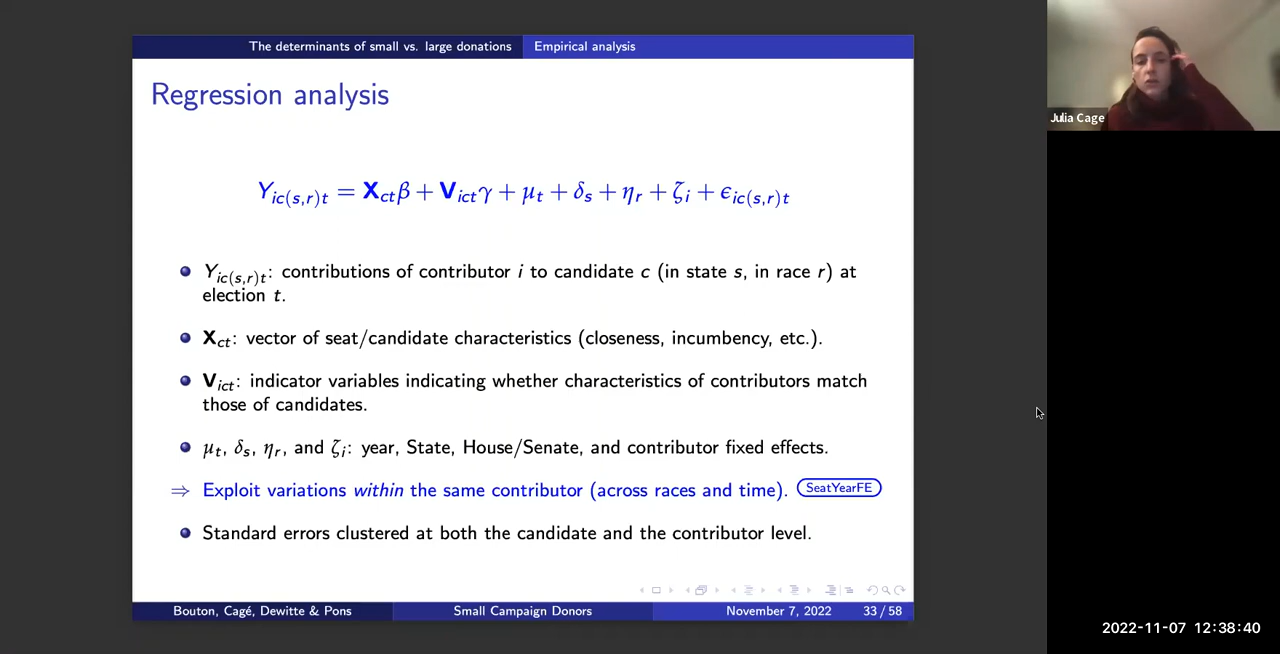 The determinants of small vs. large donations Empirical analysis
Regression analysis
Y_{ic(s,r)t} = X_{ct}β + V_{ict}γ + μ_t + δ_s + η_r + ζ_i + ϵ_{ic(s,r)t}
Y_{ic(s,r)t}: contributions of contributor i to candidate c (in state s, in race r) at
election t.
X_{ct}: vector of seat/candidate characteristics (closeness, incumbency, etc.).
V_{ict}: indicator variables indicating whether characteristics of contributors match
those of candidates.
μ_t, δ_s, η_r, and ζ_i: year, State, House/Senate, and contributor fixed effects.
⇒ Exploit variations within the same contributor (across races and time). SeatYearFE
Standard errors clustered at both the candidate and the contributor level.
Bouton, Cagé, Dewitte & Pons Small Campaign Donors November 7, 2022 33 / 58
Julia Cage
2022-11-07 12:38:40